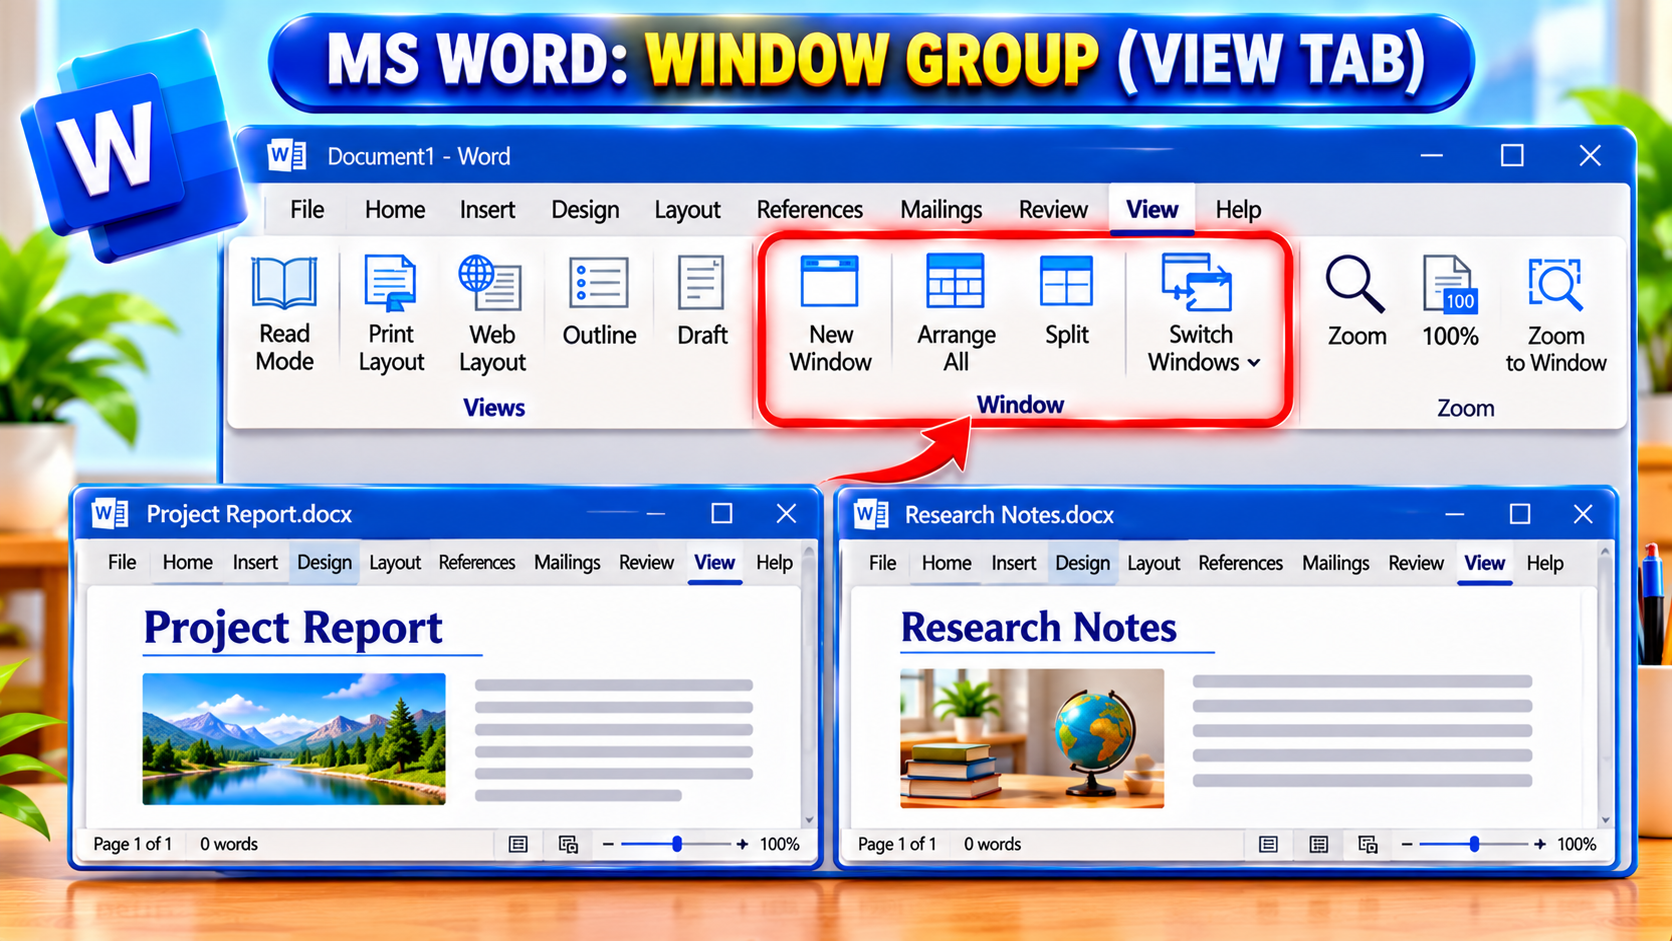 MS WORD: WINDOW GROUP (VIEW TAB)
W
W
Document1 - Word
File Home Insert Design Layout References Mailings Review View Help
Read Mode
Print Layout
Web Layout
Outline
Draft
Views
New Window
Arrange All
Split
Switch Windows
Window
Zoom
100
100%
Zoom to Window
Zoom
W
Project Report.docx
File Home Insert Design Layout References Mailings Review View Help
Project Report
Page 1 of 1 0 words 100%
W
Research Notes.docx
File Home Insert Design Layout References Mailings Review View Help
Research Notes
Page 1 of 1 0 words 100%